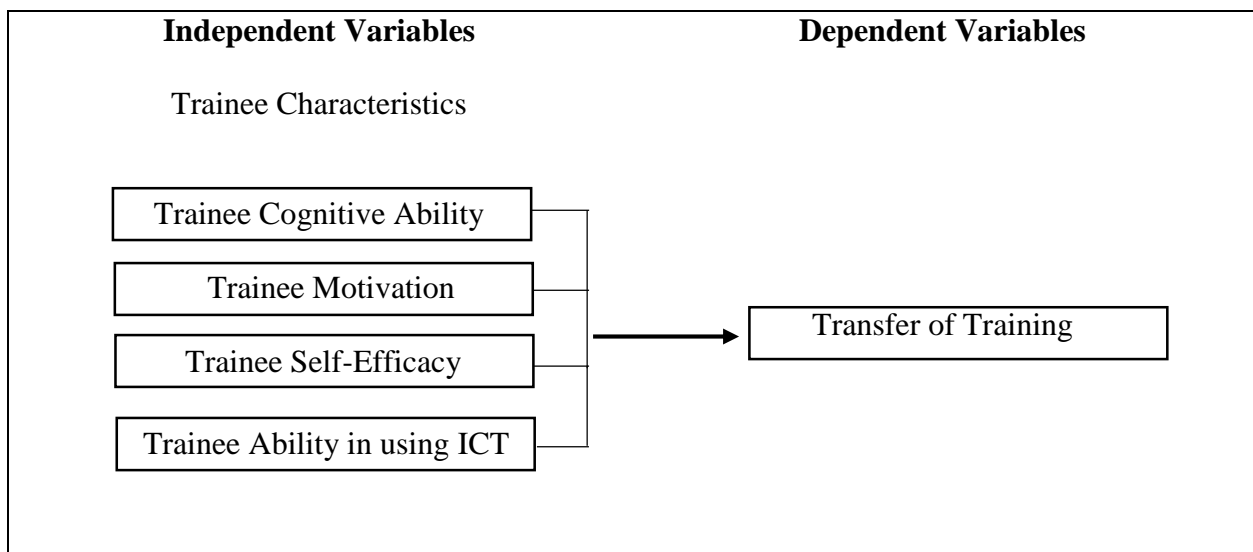 Independent Variables
Dependent Variables
Trainee Characteristics
Trainee Cognitive Ability
Trainee Motivation
Trainee Self-Efficacy
Trainee Ability in using ICT
Transfer of Training